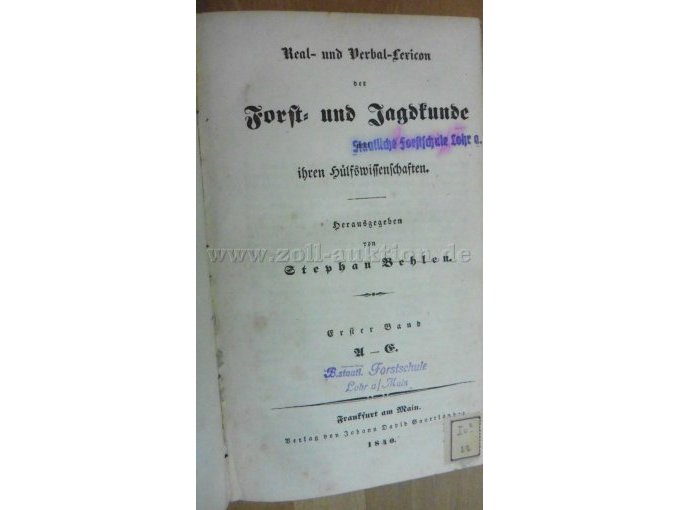 Real- und Verbal-Lexicon
der
Forst- und Jagdkunde
Staatliche Forstschule Lohr a.
ihren Hülfswissenschaften.
Herausgegeben
von
www.zoll-auktion.de
Stephan Behlen.
Erster Band
A — E.
B.staatl. Forstschule
Lohr a/Main
Frankfurt am Main.
Verlag von Johann David Sauerländer
1840.